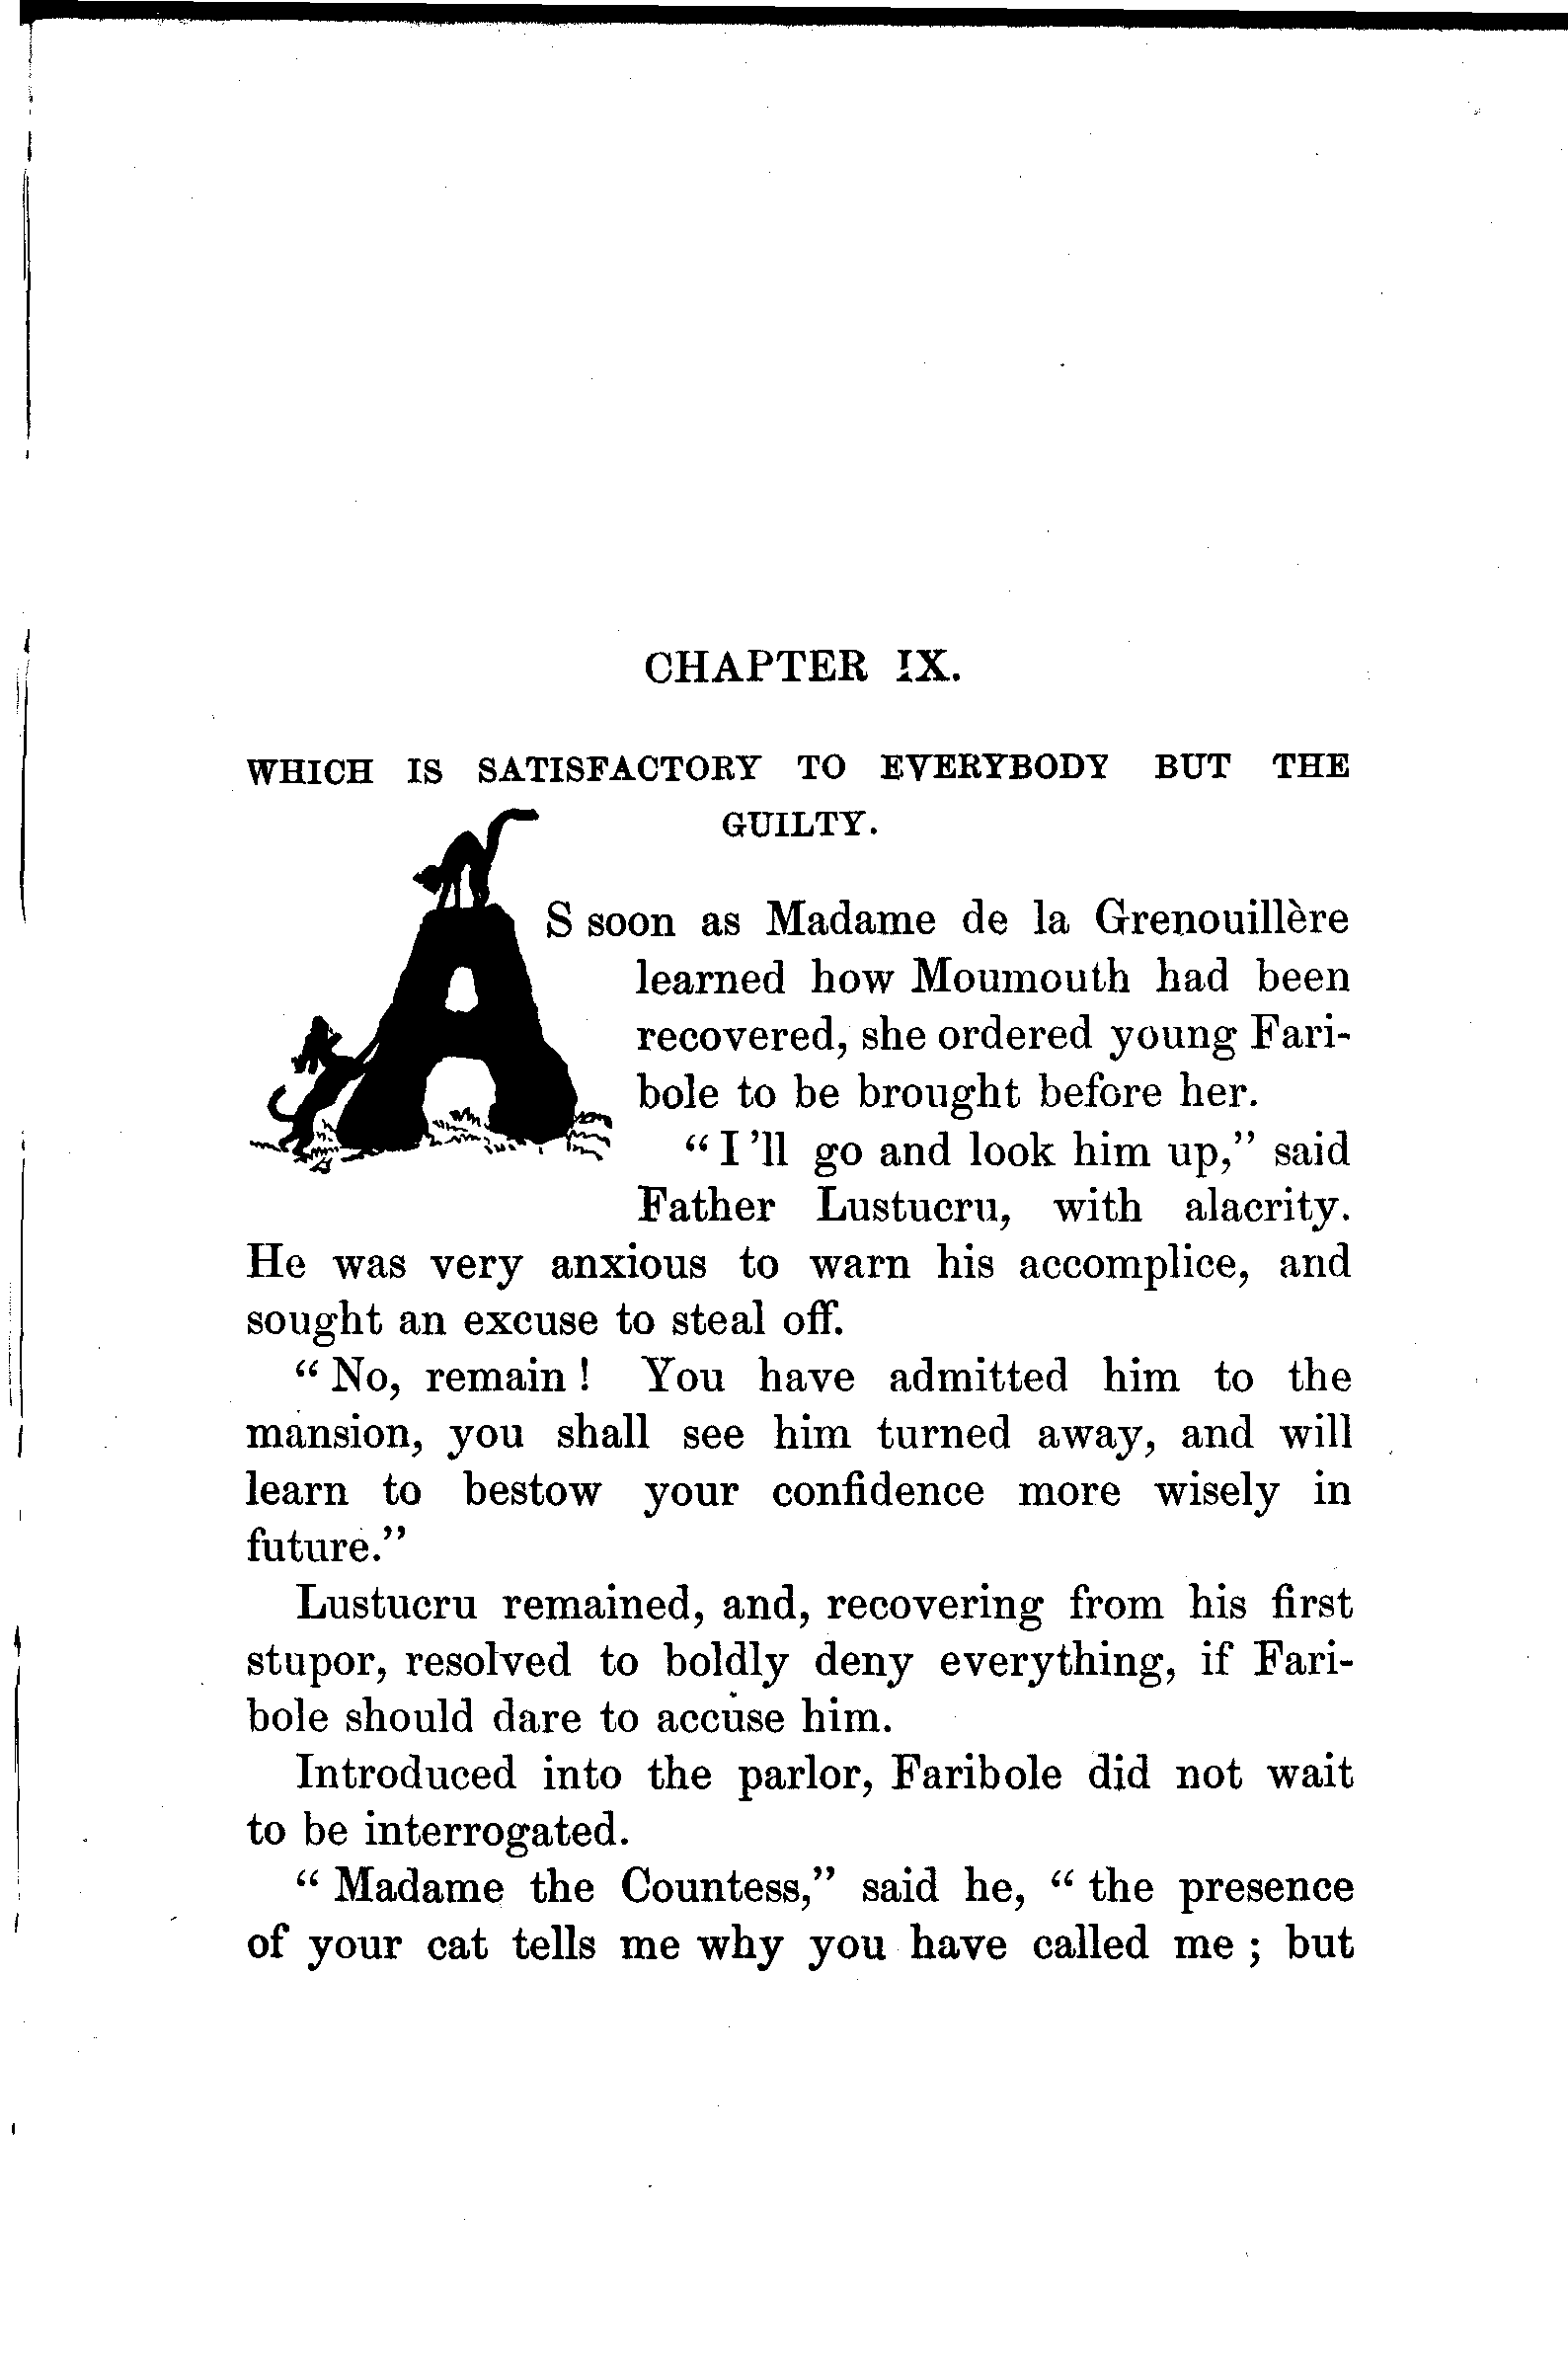 CHAPTER IX.
WHICH IS SATISFACTORY TO EVERYBODY BUT THE
GUILTY.
AS soon as Madame de la Grenouillère
learned how Moumouth had been
recovered, she ordered young Fari-
bole to be brought before her.
“I’ll go and look him up,” said
Father Lustucru, with alacrity.
He was very anxious to warn his accomplice, and
sought an excuse to steal off.
“No, remain! You have admitted him to the
mansion, you shall see him turned away, and will
learn to bestow your confidence more wisely in
future.”
Lustucru remained, and, recovering from his first
stupor, resolved to boldly deny everything, if Fari-
bole should dare to accuse him.
Introduced into the parlor, Faribole did not wait
to be interrogated.
“Madame the Countess,” said he, “the presence
of your cat tells me why you have called me; but